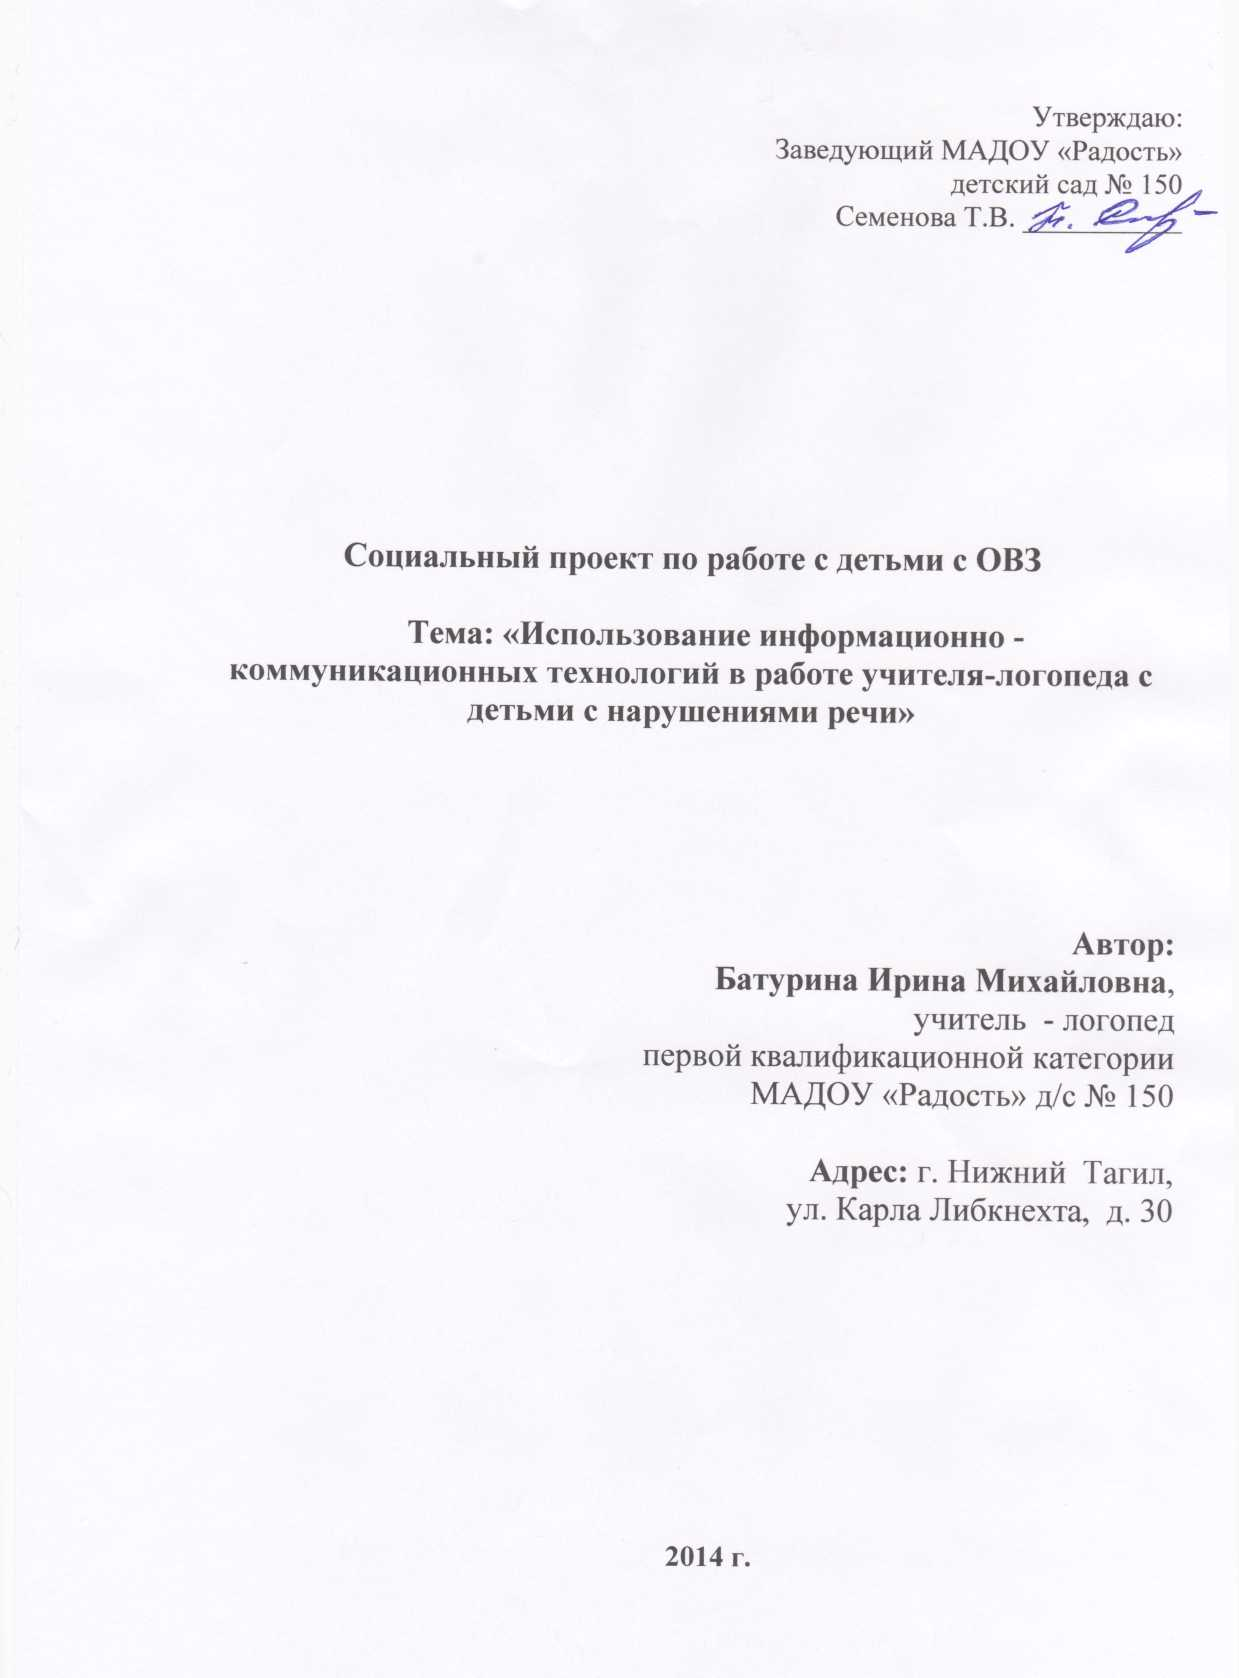 Утверждаю:
Заведующий МАДОУ «Радость»
детский сад № 150
Семенова Т.В.
Социальный проект по работе с детьми с ОВЗ
Тема: «Использование информационно -
коммуникационных технологий в работе учителя-логопеда с
детьми с нарушениями речи»
Автор:
Батурина Ирина Михайловна,
учитель - логопед
первой квалификационной категории
МАДОУ «Радость» д/с № 150
Адрес: г. Нижний Тагил,
ул. Карла Либкнехта, д. 30
2014 г.